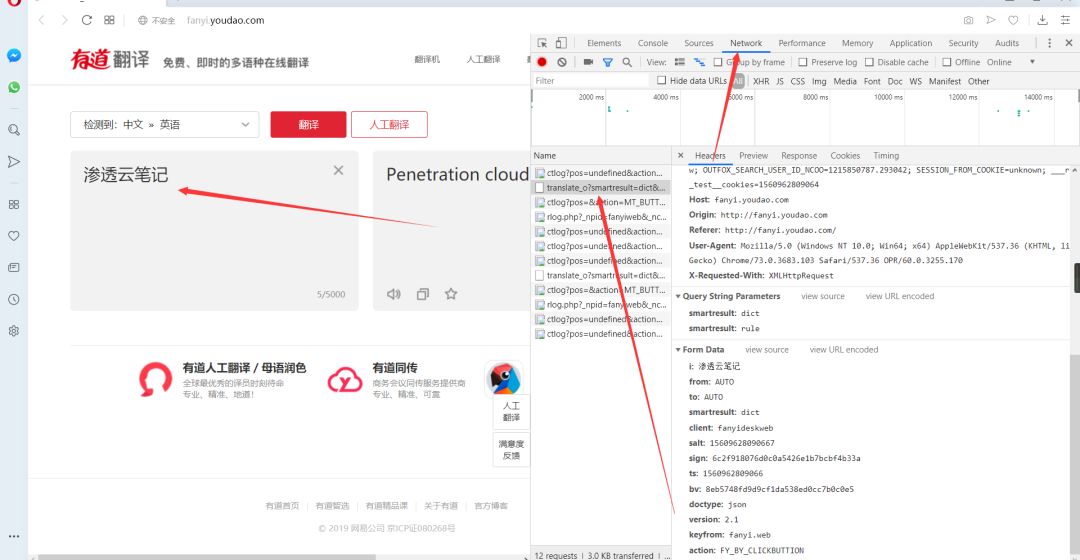 不安全 fanyi.youdao.com
有道翻译 免费、即时的多语种在线翻译
翻译机 人工翻译
检测到: 中文 » 英语
翻译
人工翻译
渗透云笔记
5/5000
Penetration cloud
有道人工翻译 / 母语润色
全球最优秀的译员时刻待命
专业、精准、地道!
有道同传
商务会议同传服务提供商
专业、精准、可靠
人工
翻译
满意度
反馈
有道首页 有道智选 有道精品课 关于有道 官方博客
© 2019 网易公司 京ICP证080268号
Elements Console Sources Network Performance Memory Application Security Audits
View: Group by frame Preserve log Disable cache Offline Online
Filter Hide data URLs All XHR JS CSS Img Media Font Doc WS Manifest Other
2000 ms 4000 ms 6000 ms 8000 ms 10000 ms 12000 ms 14000 ms
Name
ctlog?pos=undefined&action...
translate_o?smartresult=dict&...
ctlog?pos=&action=MT_BUTT...
rlog.php?_npid=fanyiweb&_nc...
ctlog?pos=undefined&action...
ctlog?pos=undefined&action...
ctlog?pos=undefined&action...
translate_o?smartresult=dict&...
ctlog?pos=&action=MT_BUTT...
rlog.php?_npid=fanyiweb&_nc...
ctlog?pos=undefined&action...
ctlog?pos=undefined&action...
12 requests | 3.0 KB transferred | ...
Headers Preview Response Cookies Timing
w; OUTFOX_SEARCH_USER_ID_NCOO=1215850787.293042; SESSION_FROM_COOKIE=unknown; ___r
_test__cookies=1560962809064
Host: fanyi.youdao.com
Origin: http://fanyi.youdao.com
Referer: http://fanyi.youdao.com/
User-Agent: Mozilla/5.0 (Windows NT 10.0; Win64; x64) AppleWebKit/537.36 (KHTML, li
Gecko) Chrome/73.0.3683.103 Safari/537.36 OPR/60.0.3255.170
X-Requested-With: XMLHttpRequest
Query String Parameters view source view URL encoded
smartresult: dict
smartresult: rule
Form Data view source view URL encoded
i: 渗透云笔记
from: AUTO
to: AUTO
smartresult: dict
client: fanyideskweb
salt: 15609628090667
sign: 6c2f918076d0c0a5426e1b7bcbf4b33a
ts: 1560962809066
bv: 8eb5748fd9d9cf1da538ed0cc7b0c0e5
doctype: json
version: 2.1
keyfrom: fanyi.web
action: FY_BY_CLICKBUTTION